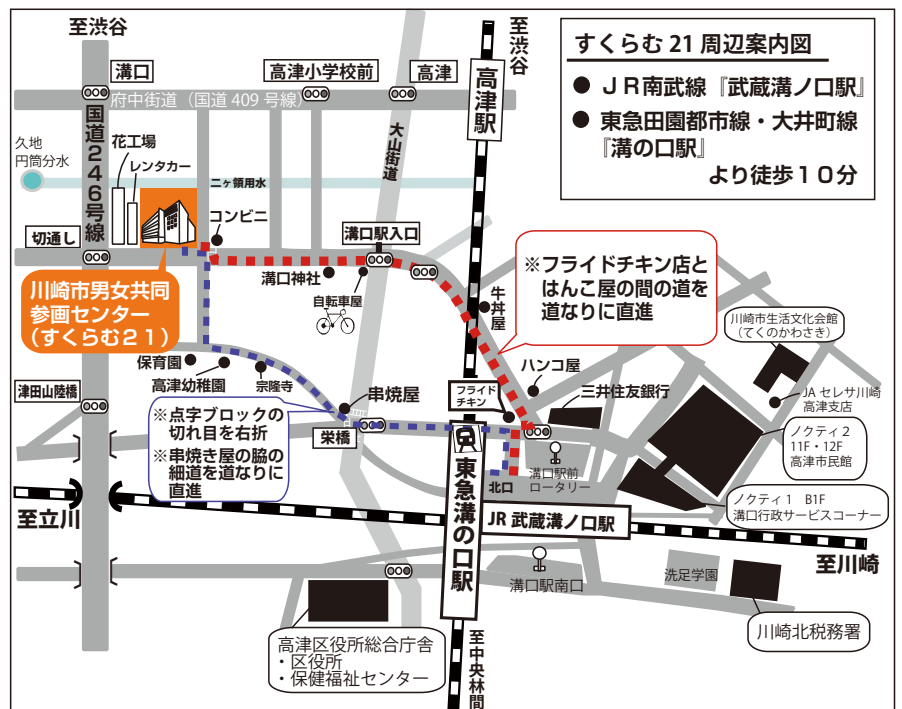 至渋谷
至渋谷
すくらむ21周辺案内図
● JR南武線『武蔵溝ノ口駅』
● 東急田園都市線・大井町線
『溝の口駅』
より徒歩10分
溝口
高津小学校前
高津
高津駅
府中街道（国道409号線）
国道246号線
大山街道
久地
円筒分水
花工場
レンタカー
二ヶ領用水
コンビニ
切通し
溝口駅入口
溝口神社
自転車屋
川崎市男女共同
参画センター
（すくらむ21）
※フライドチキン店と
はんこ屋の間の道を
道なりに直進
牛丼屋
ハンコ屋
川崎市生活文化会館
（てくのかわさき）
保育園
高津幼稚園
宗隆寺
津田山陸橋
串焼屋
フライド
チキン
三井住友銀行
JAセレサ川崎
高津支店
※点字ブロックの
切れ目を右折
※串焼き屋の脇の
細道を道なりに
直進
栄橋
ノクティ2
11F・12F
高津市民館
溝口駅前
ロータリー
北口
東急溝の口駅
ノクティ1 B1F
溝口行政サービスコーナー
至立川
JR武蔵溝ノ口駅
至川崎
溝口駅南口
洗足学園
川崎北税務署
高津区役所総合庁舎
・区役所
・保健福祉センター
至中央林間